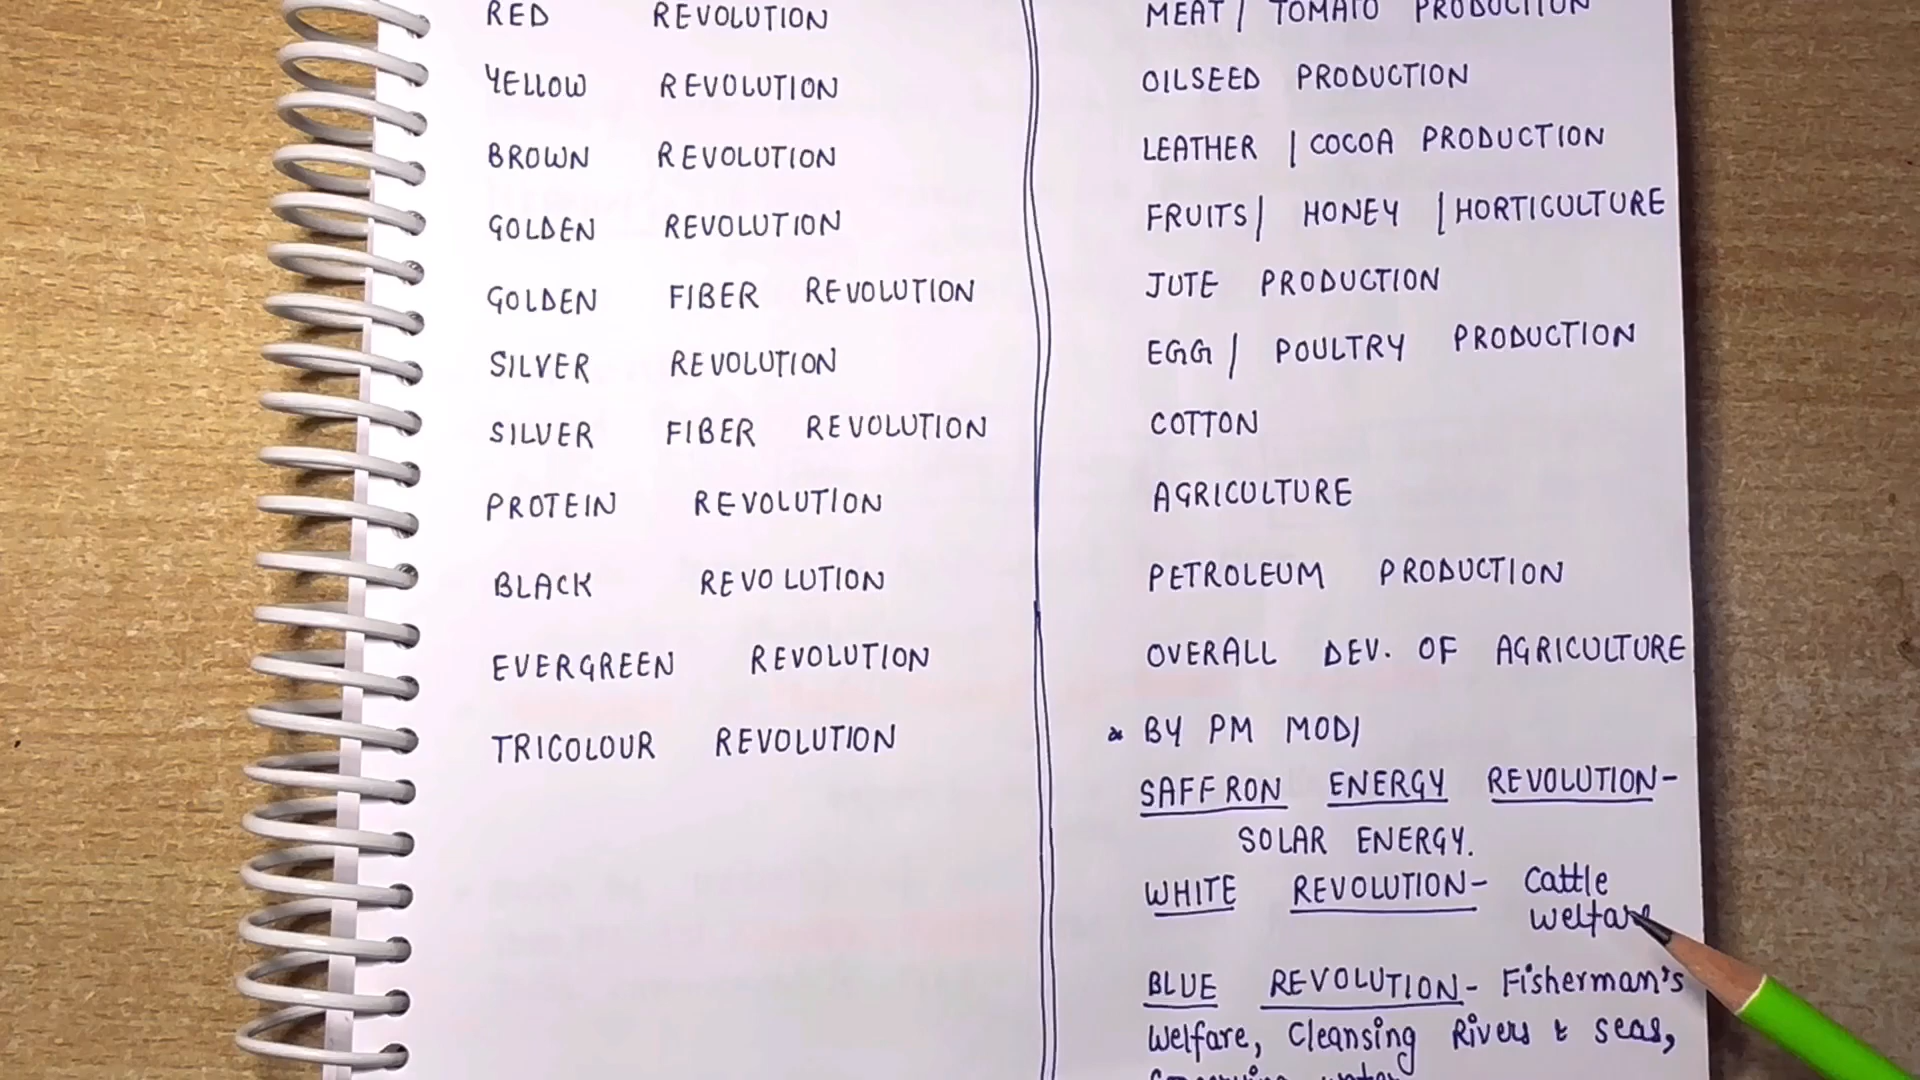 RED REVOLUTION MEAT / TOMATO PRODUCTION
YELLOW REVOLUTION OILSEED PRODUCTION
BROWN REVOLUTION LEATHER | COCOA PRODUCTION
GOLDEN REVOLUTION FRUITS | HONEY | HORTICULTURE
GOLDEN FIBER REVOLUTION JUTE PRODUCTION
SILVER REVOLUTION EGG / POULTRY PRODUCTION
SILVER FIBER REVOLUTION COTTON
PROTEIN REVOLUTION AGRICULTURE
BLACK REVOLUTION PETROLEUM PRODUCTION
EVERGREEN REVOLUTION OVERALL DEV. OF AGRICULTURE
TRICOLOUR REVOLUTION * BY PM MODI
SAFFRON ENERGY REVOLUTION-
SOLAR ENERGY.
WHITE REVOLUTION- Cattle
welfare
BLUE REVOLUTION- Fisherman's
Welfare, Cleansing Rivers & Seas,
water